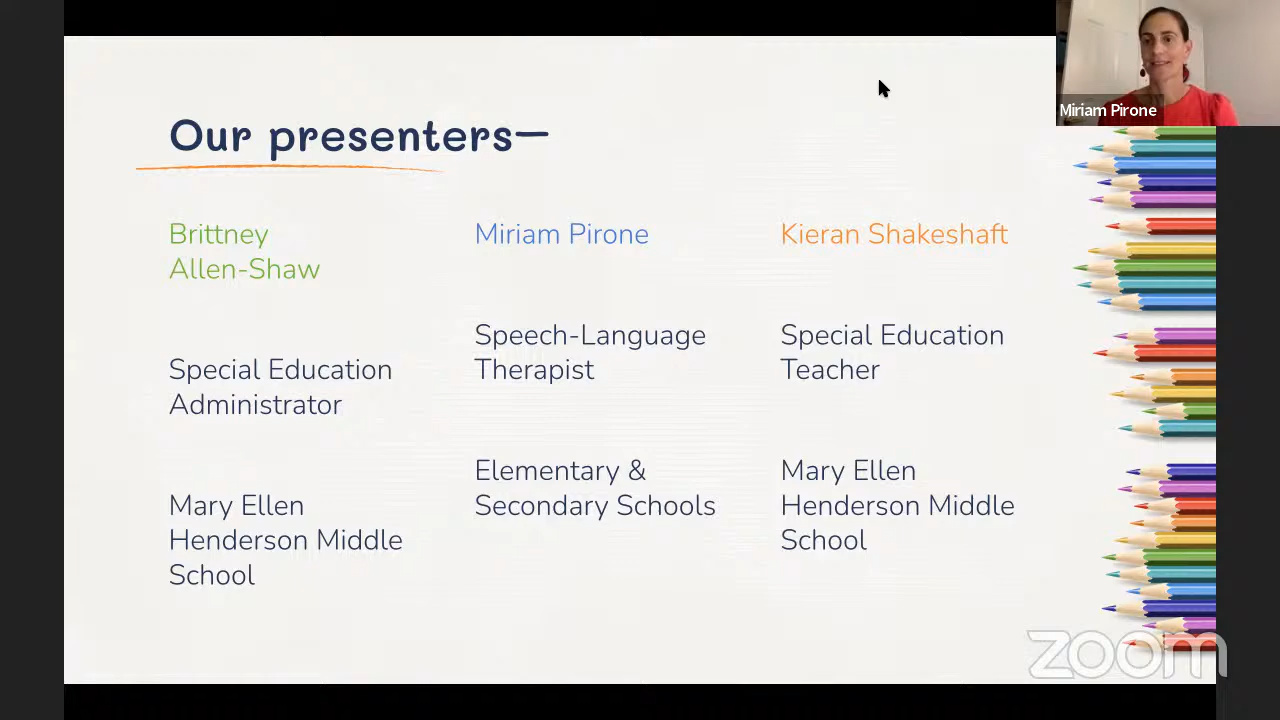 Miriam Pirone
Our presenters—
Brittney
Allen-Shaw
Special Education
Administrator
Mary Ellen
Henderson Middle
School
Miriam Pirone
Speech-Language
Therapist
Elementary &
Secondary Schools
Kieran Shakeshaft
Special Education
Teacher
Mary Ellen
Henderson Middle
School
zoom